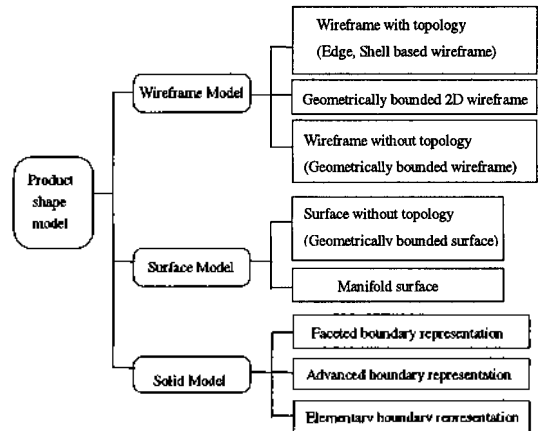 Wireframe with topology
(Edge, Shell based wireframe)
Wireframe Model
Geometrically bounded 2D wireframe
Wireframe without topology
(Geometrically bounded wireframe)
Product
shape
model
Surface without topology
(Geometrically bounded surface)
Surface Model
Manifold surface
Faceted boundary representation
Solid Model
Advanced boundary representation
Elementary boundary representation